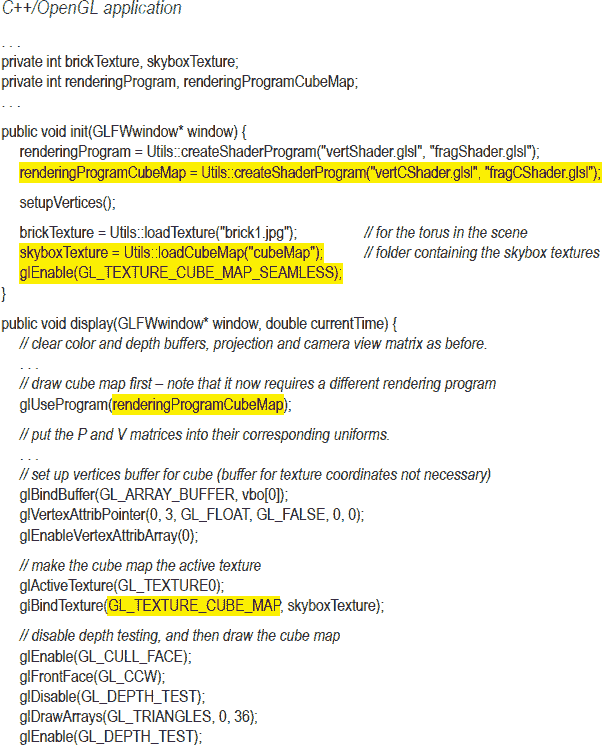 C++/OpenGL application
. . .
private int brickTexture, skyboxTexture;
private int renderingProgram, renderingProgramCubeMap;
. . .
public void init(GLFWwindow* window) {
renderingProgram = Utils::createShaderProgram("vertShader.glsl", "fragShader.glsl");
renderingProgramCubeMap = Utils::createShaderProgram("vertCShader.glsl", "fragCShader.glsl");
setupVertices();
brickTexture = Utils::loadTexture("brick1.jpg"); // for the torus in the scene
skyboxTexture = Utils::loadCubeMap("cubeMap"); // folder containing the skybox textures
glEnable(GL_TEXTURE_CUBE_MAP_SEAMLESS);
}
public void display(GLFWwindow* window, double currentTime) {
// clear color and depth buffers, projection and camera view matrix as before.
. . .
// draw cube map first – note that it now requires a different rendering program
glUseProgram(renderingProgramCubeMap);
// put the P and V matrices into their corresponding uniforms.
. . .
// set up vertices buffer for cube (buffer for texture coordinates not necessary)
glBindBuffer(GL_ARRAY_BUFFER, vbo[0]);
glVertexAttribPointer(0, 3, GL_FLOAT, GL_FALSE, 0, 0);
glEnableVertexAttribArray(0);
// make the cube map the active texture
glActiveTexture(GL_TEXTURE0);
glBindTexture(GL_TEXTURE_CUBE_MAP, skyboxTexture);
// disable depth testing, and then draw the cube map
glEnable(GL_CULL_FACE);
glFrontFace(GL_CCW);
glDisable(GL_DEPTH_TEST);
glDrawArrays(GL_TRIANGLES, 0, 36);
glEnable(GL_DEPTH_TEST);